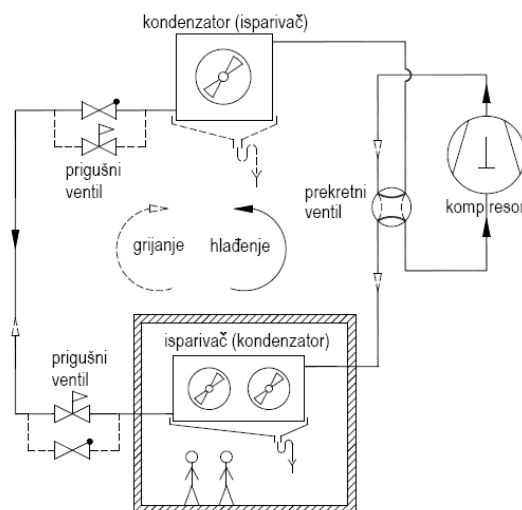 kondenzator (isparivač)
prigušni
ventil
prekretni
ventil
kompresor
grijanje
hlađenje
isparivač (kondenzator)
prigušni
ventil